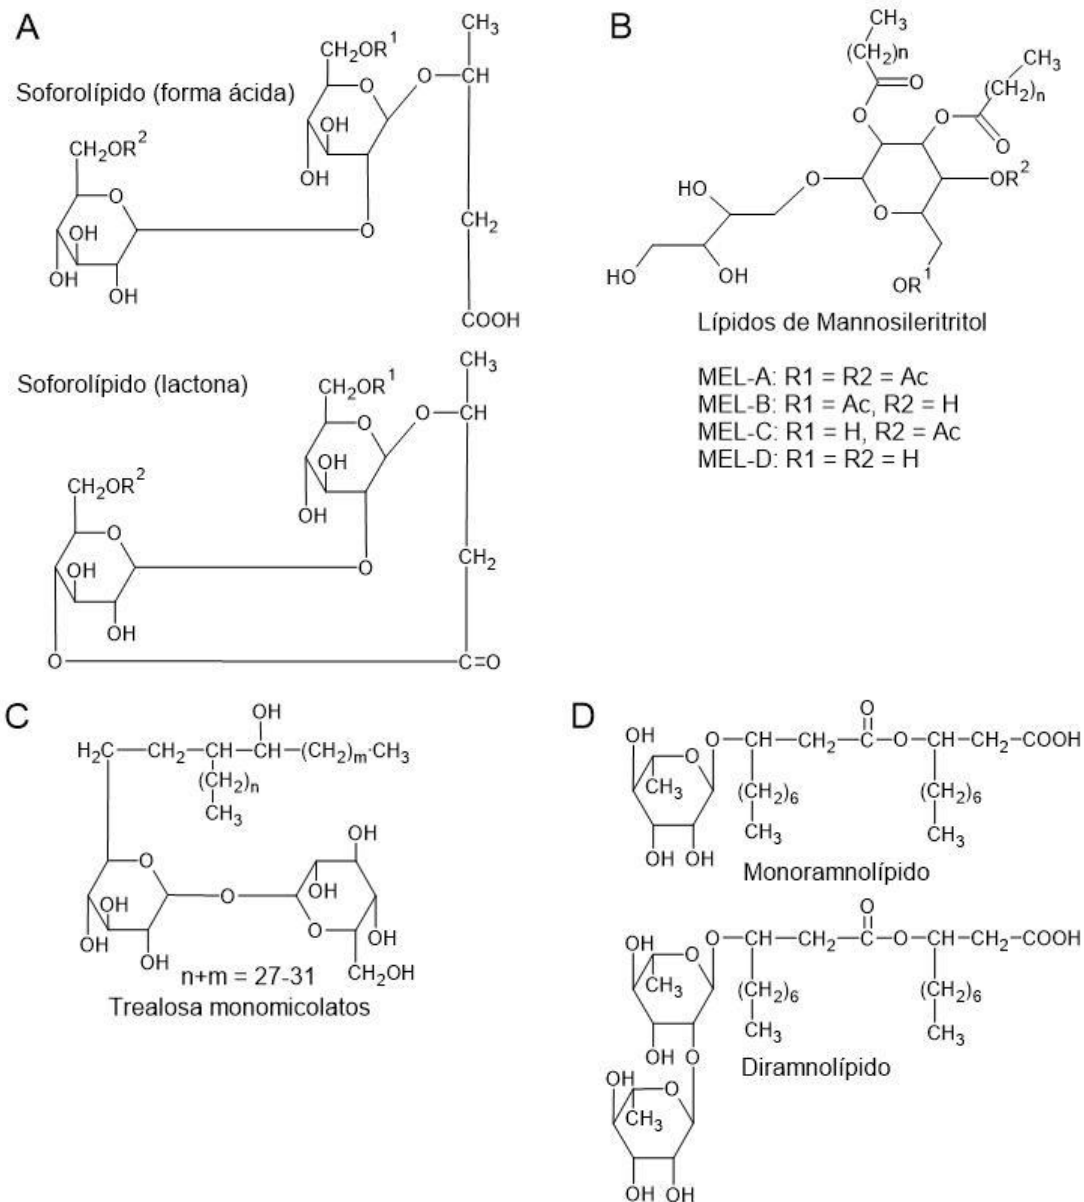 A
Soforolípido (forma ácida)
CH₂OR¹
O
O
CH
CH₃
OH
OH
CH₂OR²
O
OH
OH
OH
O
CH₂
COOH
Soforolípido (lactona)
CH₂OR¹
O
O
CH
CH₃
OH
OH
CH₂OR²
O
OH
OH
O
CH₂
O
C=O
B
CH₃
(CH₂)n
O
O
CH₃
(CH₂)n
O
O
HO
O
O
OR²
HO
OH
OR¹
Lípidos de Mannosileritritol
MEL-A: R1 = R2 = Ac
MEL-B: R1 = Ac, R2 = H
MEL-C: R1 = H, R2 = Ac
MEL-D: R1 = R2 = H
C
OH
H₂C—CH₂—CH—CH—(CH₂)ₘCH₃
(CH₂)n
CH₃
O
OH
OH
OH
O
OH
OH
O
OH
CH₂OH
n+m = 27-31
Trealosa monomicolatos
D
OH
O
CH₃
OH OH
O
O—CH—CH₂—C—O—CH—CH₂—COOH
(CH₂)₆
(CH₂)₆
CH₃
CH₃
Monoramnolípido
OH
O
CH₃
OH
O
O
O—CH—CH₂—C—O—CH—CH₂—COOH
(CH₂)₆
(CH₂)₆
CH₃
CH₃
Diramnolípido
OH
O
CH₃
OH OH